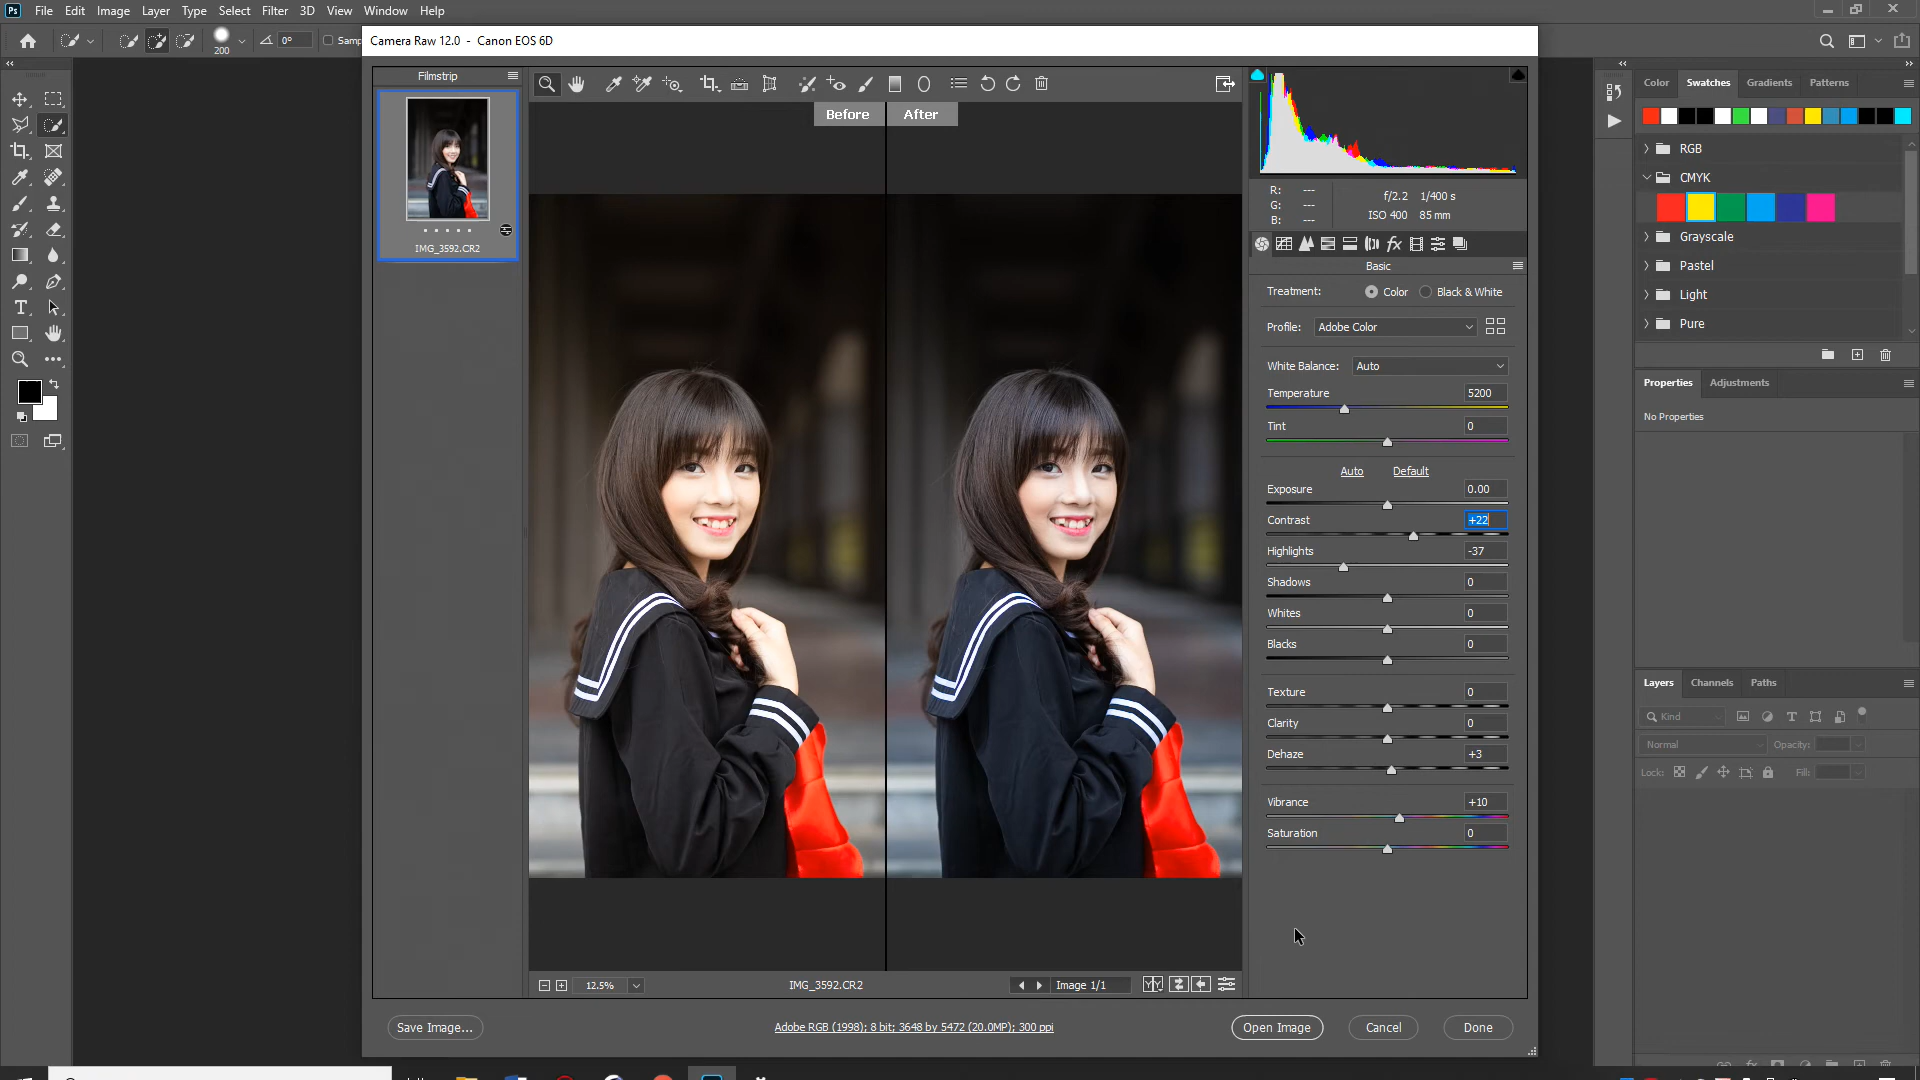 Ps File Edit Image Layer Type Select Filter 3D View Window Help
200 0° Samp
Camera Raw 12.0 - Canon EOS 6D
Filmstrip
IMG_3592.CR2
Before After
R: ---
G: ---
B: ---
f/2.2 1/400 s
ISO 400 85 mm
fx
Basic
Treatment: Color Black & White
Profile: Adobe Color
White Balance: Auto
Temperature 5200
Tint 0
Auto Default
Exposure 0.00
Contrast +22
Highlights -37
Shadows 0
Whites 0
Blacks 0
Texture 0
Clarity 0
Dehaze +3
Vibrance +10
Saturation 0
12.5% IMG_3592.CR2 Image 1/1
Save Image... Adobe RGB (1998); 8 bit; 3648 by 5472 (20.0MP); 300 ppi Open Image Cancel Done
Color Swatches Gradients Patterns
RGB
CMYK
Grayscale
Pastel
Light
Pure
Properties Adjustments
No Properties
Layers Channels Paths
Kind
Normal Opacity:
Lock: Fill: